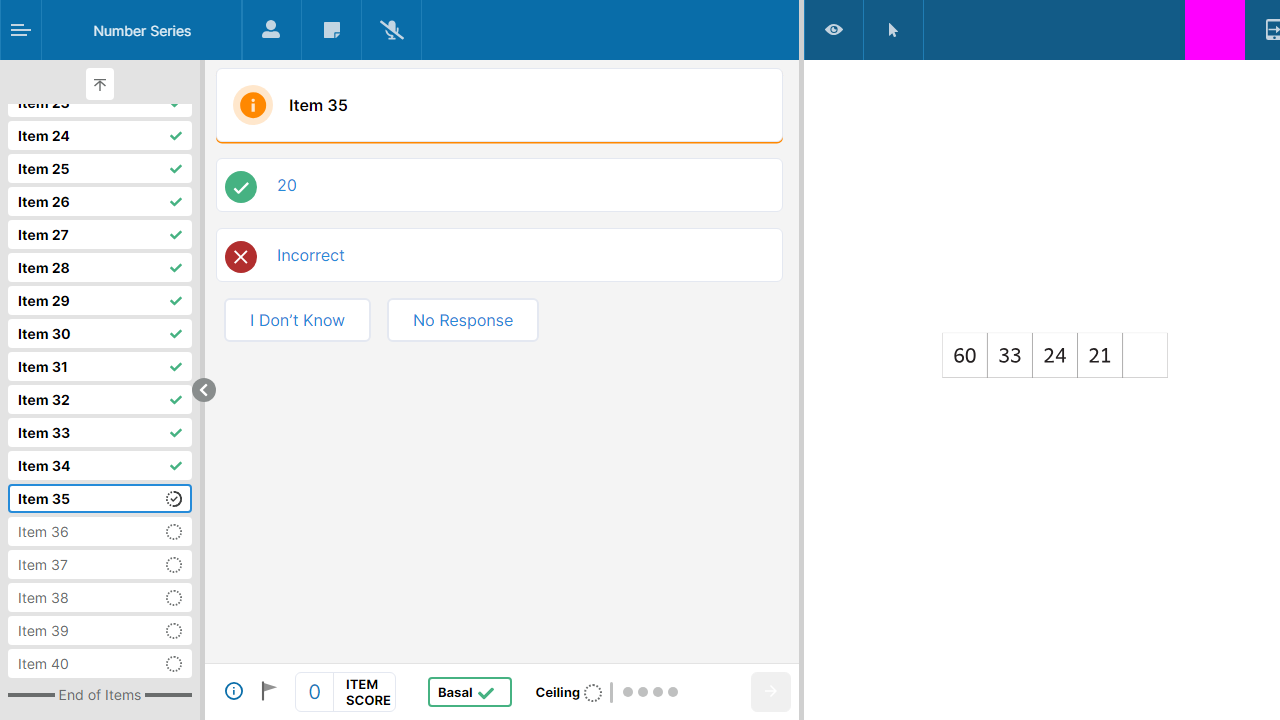 Number Series
Item 23
Item 24
Item 25
Item 26
Item 27
Item 28
Item 29
Item 30
Item 31
Item 32
Item 33
Item 34
Item 35
Item 36
Item 37
Item 38
Item 39
Item 40
End of Items
Item 35
20
Incorrect
I Don’t Know
No Response
0
ITEM
SCORE
Basal
Ceiling
60 33 24 21